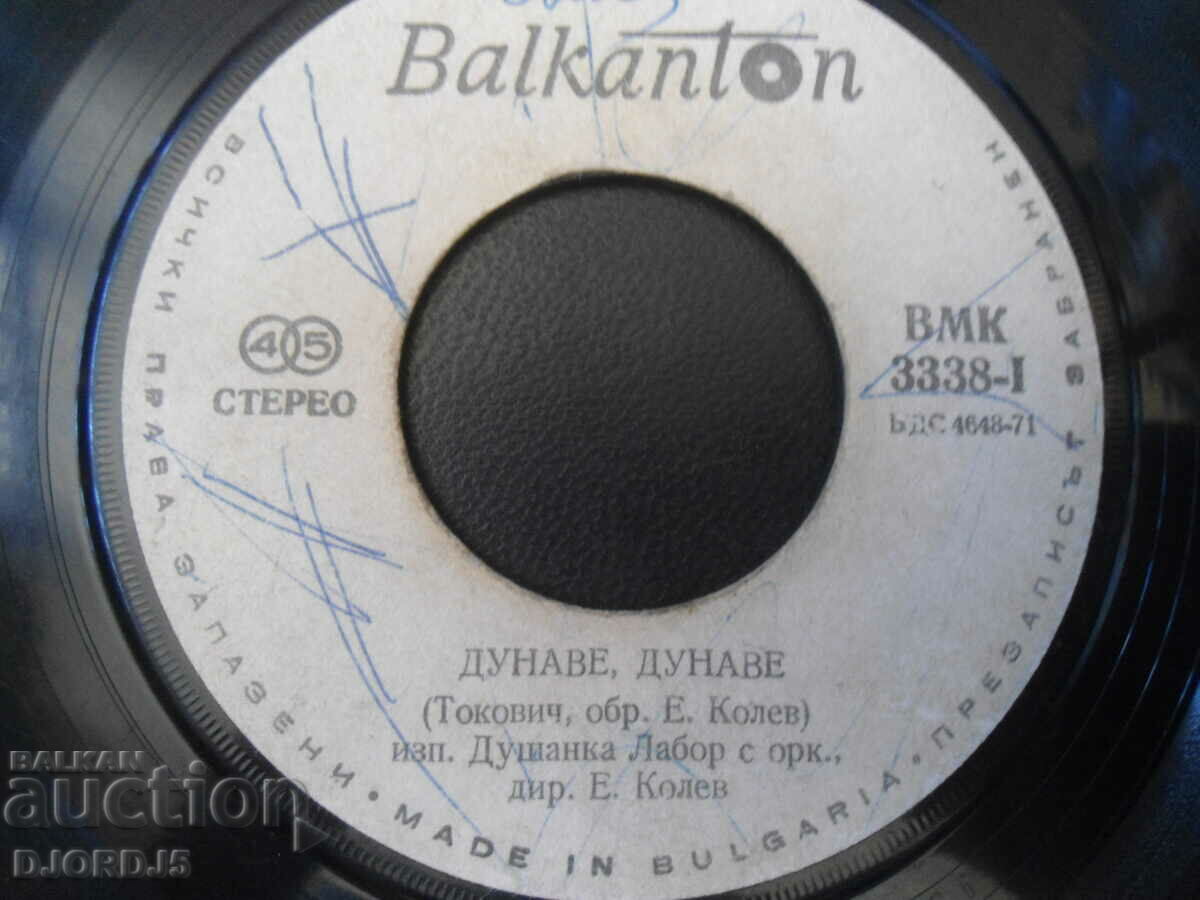 Balkanton
ВСИЧКИ ПРАВА ЗАПАЗЕНИ • MADE IN BULGARIA • ПРЕЗАПИСЪТ ЗАБРАНЕН
45
СТЕРЕО
ВМК
3338-I
БДС 4648-71
ДУНАВЕ, ДУНАВЕ
(Токович, обр. Е. Колев)
изп. Душанка Лабор с орк.,
дир. Е. Колев
BALKAN
auction
DJORDJ5